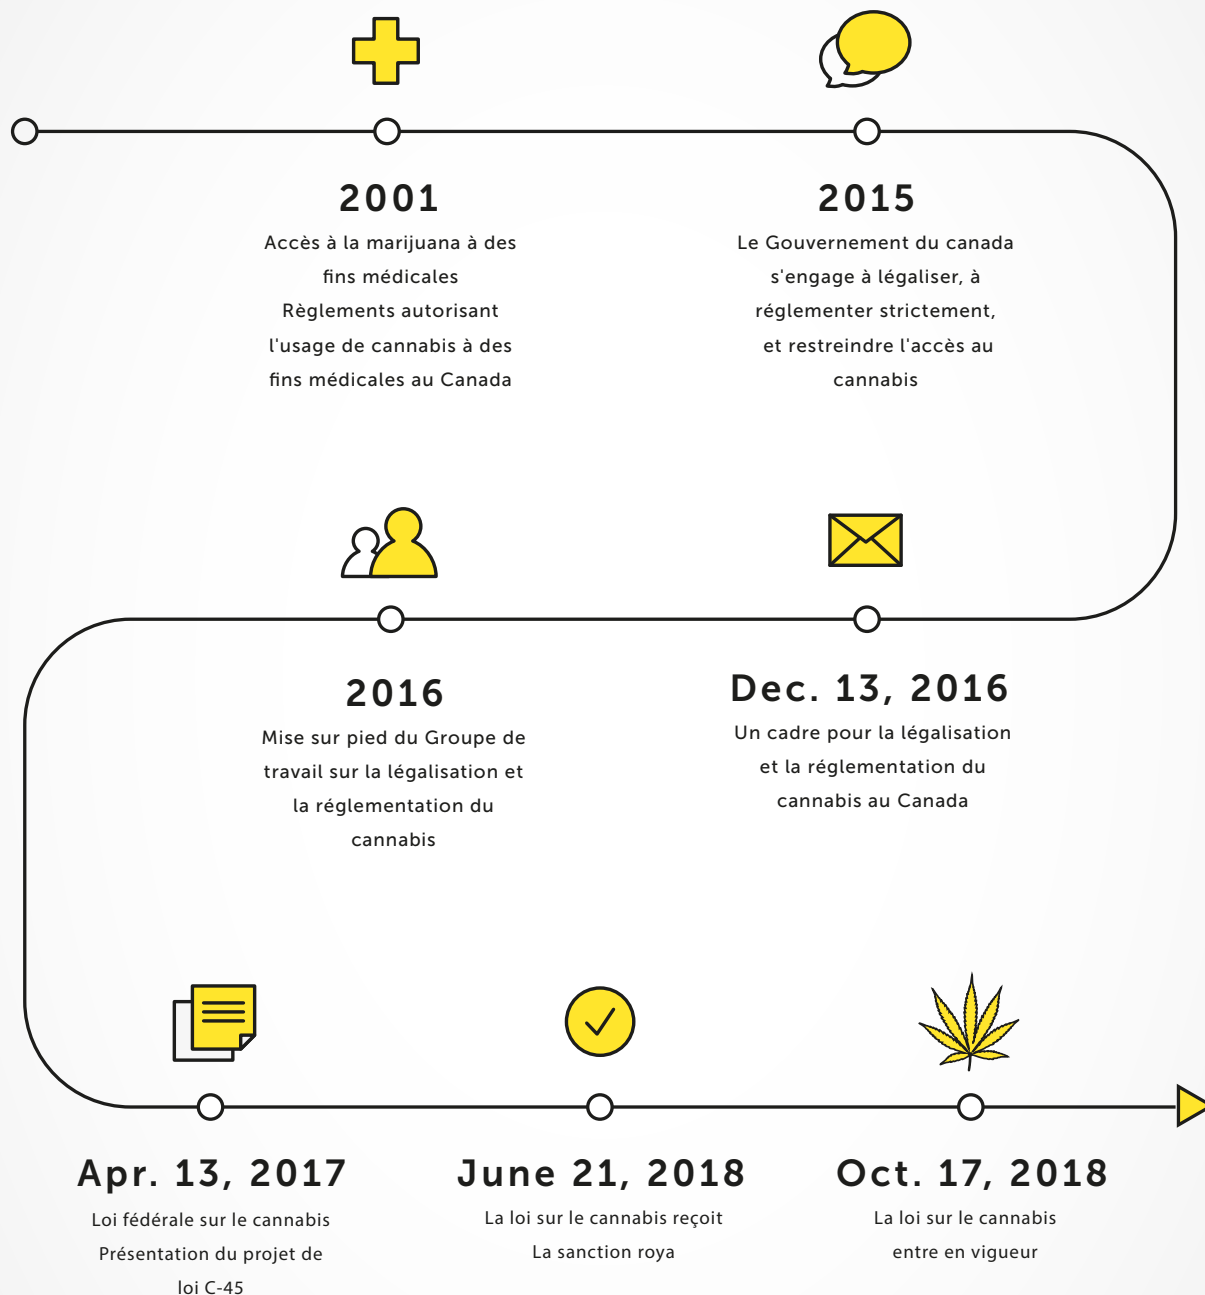 2001
Accès à la marijuana à des
fins médicales
Règlements autorisant
l'usage de cannabis à des
fins médicales au Canada
2015
Le Gouvernement du canada
s'engage à légaliser, à
réglementer strictement,
et restreindre l'accès au
cannabis
2016
Mise sur pied du Groupe de
travail sur la légalisation et
la réglementation du
cannabis
Dec. 13, 2016
Un cadre pour la légalisation
et la réglementation du
cannabis au Canada
Apr. 13, 2017
Loi fédérale sur le cannabis
Présentation du projet de
loi C-45
June 21, 2018
La loi sur le cannabis reçoit
La sanction roya
Oct. 17, 2018
La loi sur le cannabis
entre en vigueur